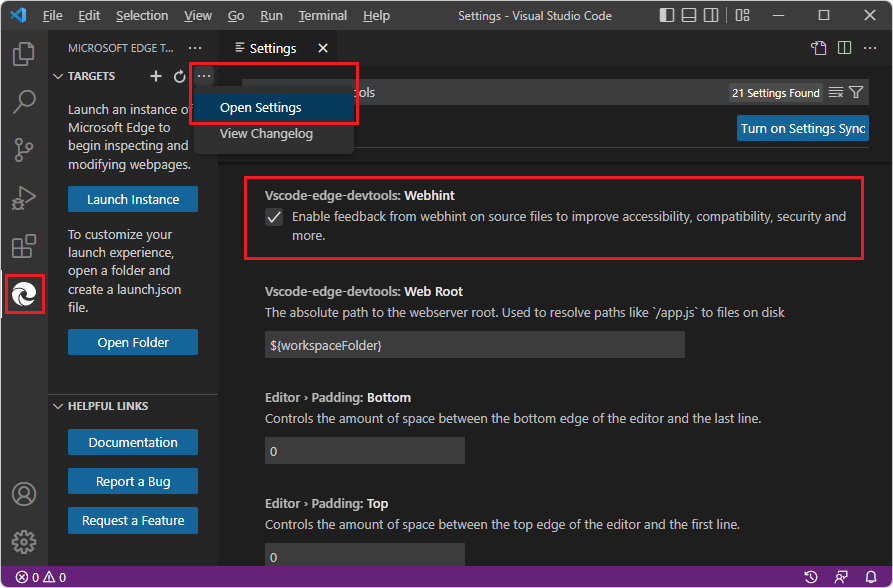 File Edit Selection View Go Run Terminal Help Settings - Visual Studio Code
MICROSOFT EDGE T... ···
Settings
TARGETS
Launch an instance of
Microsoft Edge to
begin inspecting and
modifying webpages.
Launch Instance
To customize your
launch experience,
open a folder and
create a launch.json
file.
Open Folder
HELPFUL LINKS
Documentation
Report a Bug
Request a Feature
Open Settings
View Changelog
21 Settings Found
Turn on Settings Sync
Vscode-edge-devtools: Webhint
Enable feedback from webhint on source files to improve accessibility, compatibility, security and
more.
Vscode-edge-devtools: Web Root
The absolute path to the webserver root. Used to resolve paths like `/app.js` to files on disk
${workspaceFolder}
Editor › Padding: Bottom
Controls the amount of space between the bottom edge of the editor and the last line.
0
Editor › Padding: Top
Controls the amount of space between the top edge of the editor and the first line.
0
0 0